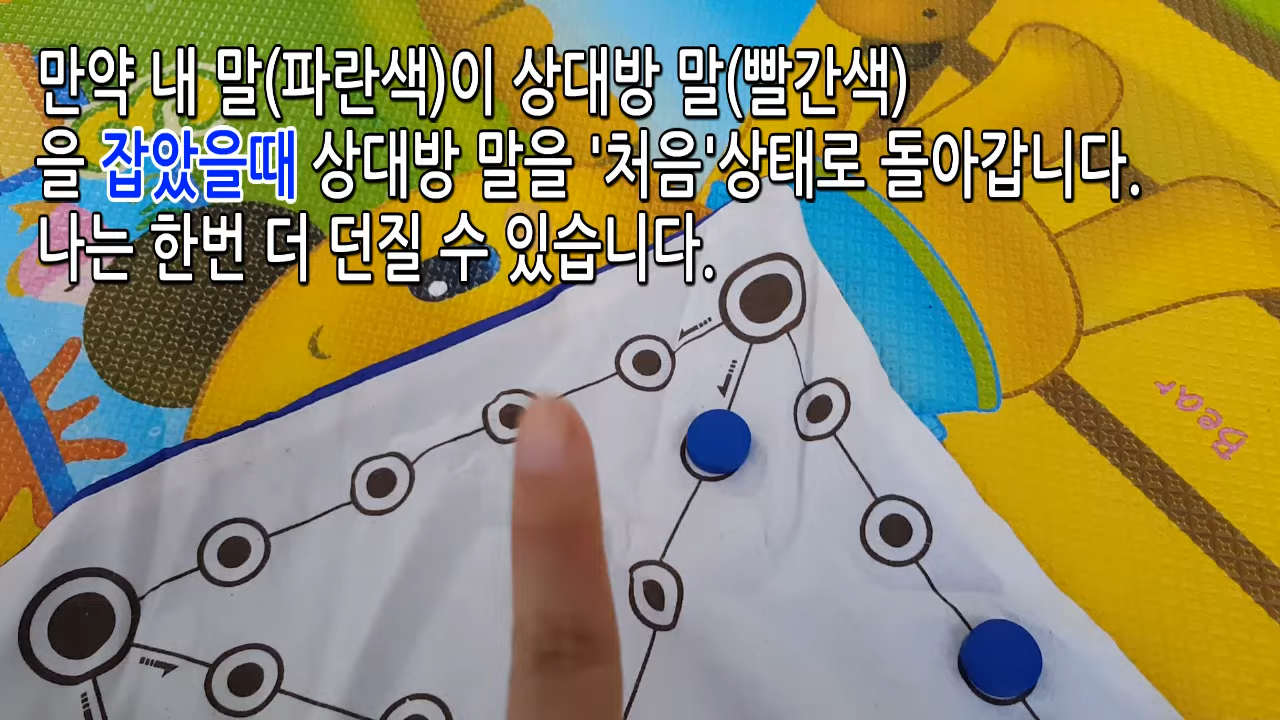 만약 내 말(파란색)이 상대방 말(빨간색)
을 잡았을때 상대방 말을 '처음'상태로 돌아갑니다.
나는 한번 더 던질 수 있습니다.
Bear